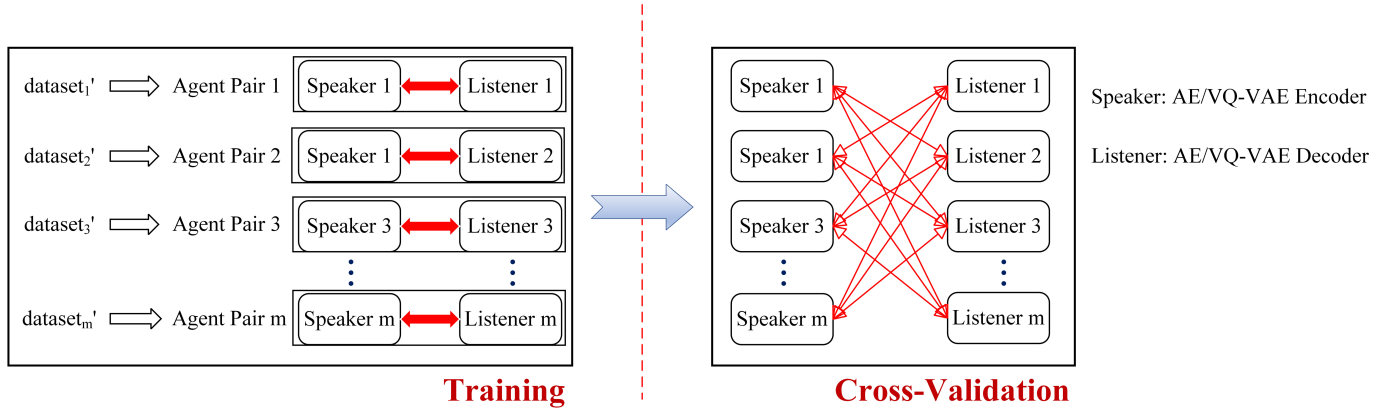 dataset₁' Agent Pair 1 Speaker 1 Listener 1
dataset₂' Agent Pair 2 Speaker 1 Listener 2
dataset₃' Agent Pair 3 Speaker 3 Listener 3
datasetₘ' Agent Pair m Speaker m Listener m
Training
Speaker 1 Listener 1
Speaker 1 Listener 2
Speaker 3 Listener 3
Speaker m Listener m
Cross-Validation
Speaker: AE/VQ-VAE Encoder
Listener: AE/VQ-VAE Decoder